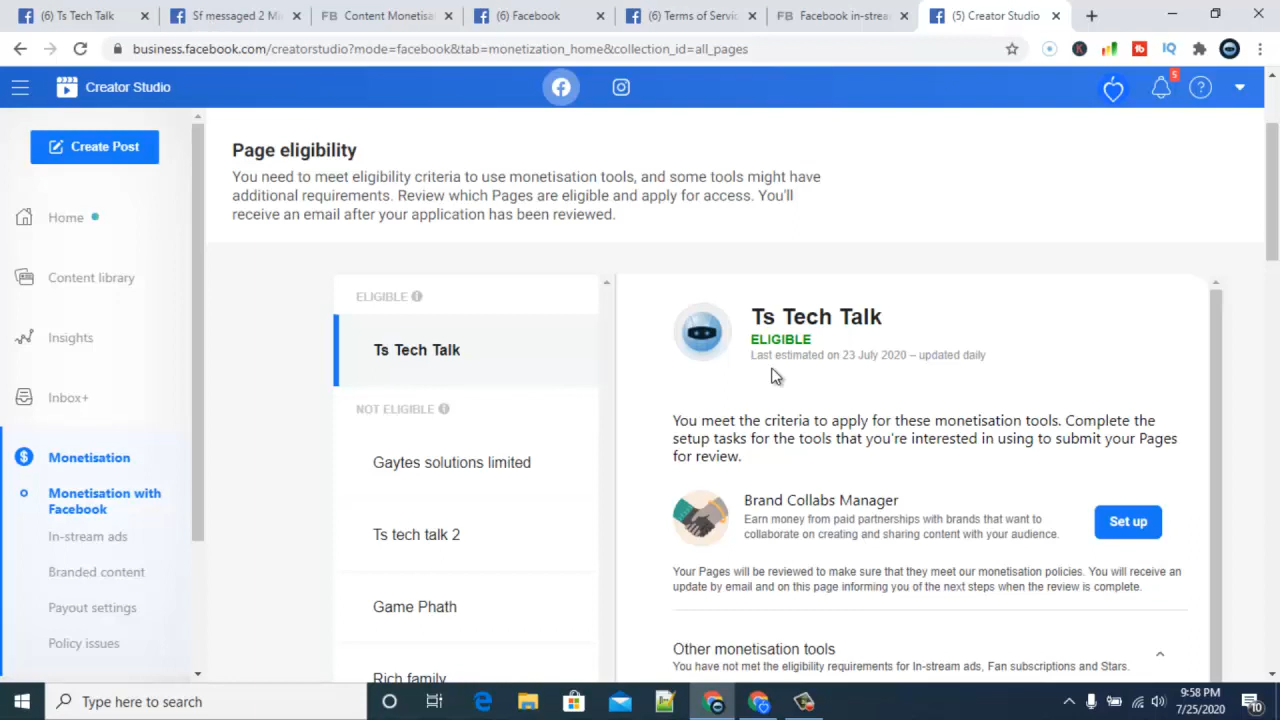 (6) Ts Tech Talk
Sf messaged 2 Mi
Content Monetisa
(6) Facebook
(6) Terms of Servic
Facebook in-strea
(5) Creator Studio
business.facebook.com/creatorstudio?mode=facebook&tab=monetization_home&collection_id=all_pages
Creator Studio
5
Create Post
Home
Content library
Insights
Inbox+
Monetisation
Monetisation with
Facebook
In-stream ads
Branded content
Payout settings
Policy issues
Page eligibility
You need to meet eligibility criteria to use monetisation tools, and some tools might have
additional requirements. Review which Pages are eligible and apply for access. You'll
receive an email after your application has been reviewed.
ELIGIBLE
Ts Tech Talk
NOT ELIGIBLE
Gaytes solutions limited
Ts tech talk 2
Game Phath
Rich family
Ts Tech Talk
ELIGIBLE
Last estimated on 23 July 2020 – updated daily
You meet the criteria to apply for these monetisation tools. Complete the
setup tasks for the tools that you're interested in using to submit your Pages
for review.
Brand Collabs Manager
Earn money from paid partnerships with brands that want to
collaborate on creating and sharing content with your audience.
Set up
Your Pages will be reviewed to make sure that they meet our monetisation policies. You will receive an
update by email and on this page informing you of the next steps when the review is complete.
Other monetisation tools
You have not met the eligibility requirements for In-stream ads, Fan subscriptions and Stars.
Type here to search
9:58 PM
7/25/2020
10